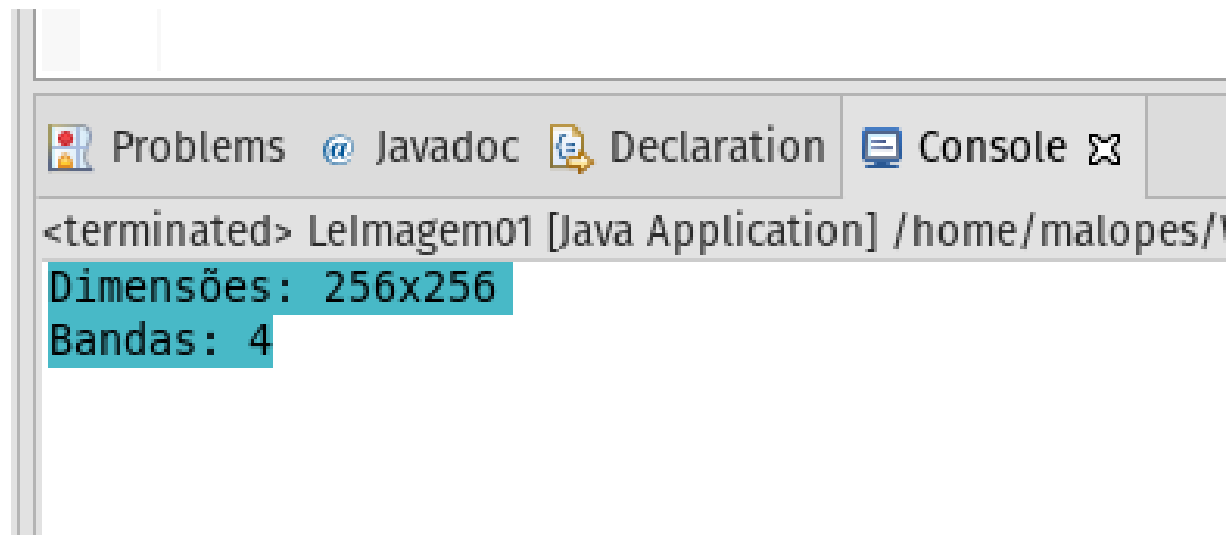 Problems @ Javadoc Declaration Console
<terminated> LeImagem01 [Java Application] /home/malopes/
Dimensões: 256x256
Bandas: 4